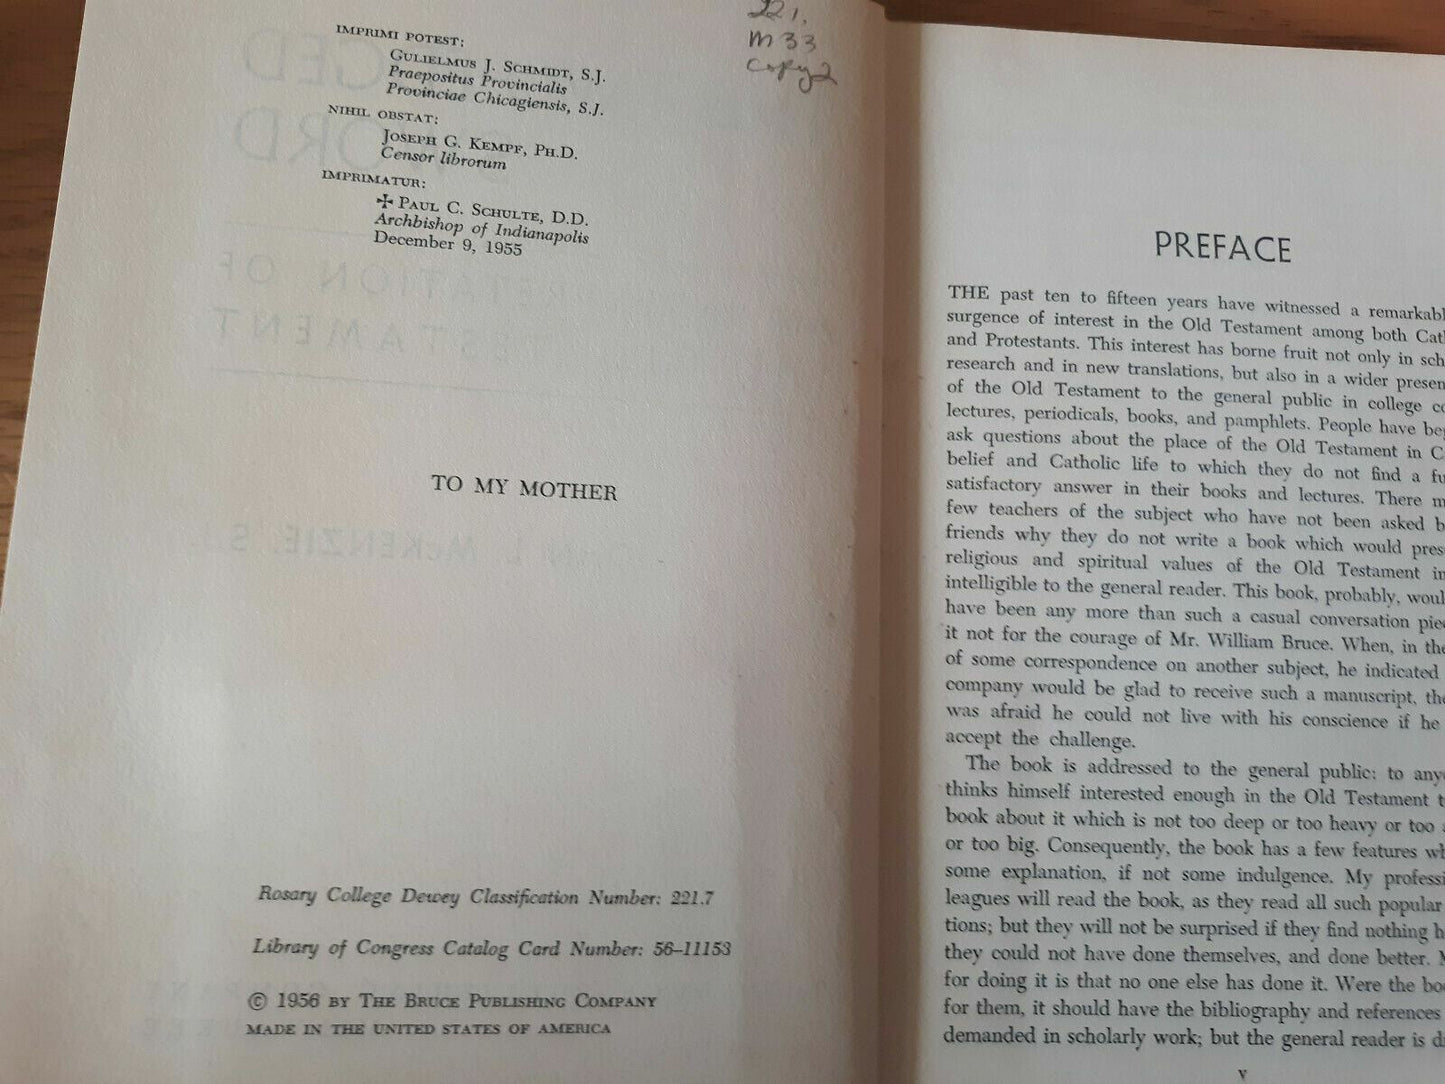 221.
M33
Copy2
IMPRIMI POTEST:
GULIELMUS J. SCHMIDT, S.J.
Praepositus Provincialis
Provinciae Chicagiensis, S.J.
NIHIL OBSTAT:
JOSEPH G. KEMPF, PH.D.
Censor librorum
IMPRIMATUR:
✠ PAUL C. SCHULTE, D.D.
Archbishop of Indianapolis
December 9, 1955
TO MY MOTHER
Rosary College Dewey Classification Number: 221.7
Library of Congress Catalog Card Number: 56–11153
© 1956 BY THE BRUCE PUBLISHING COMPANY
MADE IN THE UNITED STATES OF AMERICA
PREFACE
THE past ten to fifteen years have witnessed a remarkabl
surgence of interest in the Old Testament among both Cath
and Protestants. This interest has borne fruit not only in sch
research and in new translations, but also in a wider presen
of the Old Testament to the general public in college co
lectures, periodicals, books, and pamphlets. People have be
ask questions about the place of the Old Testament in C
belief and Catholic life to which they do not find a fu
satisfactory answer in their books and lectures. There m
few teachers of the subject who have not been asked b
friends why they do not write a book which would pres
religious and spiritual values of the Old Testament in
intelligible to the general reader. This book, probably, woul
have been any more than such a casual conversation pie
it not for the courage of Mr. William Bruce. When, in the
of some correspondence on another subject, he indicated
company would be glad to receive such a manuscript, the
was afraid he could not live with his conscience if he
accept the challenge.
The book is addressed to the general public: to any
thinks himself interested enough in the Old Testament t
book about it which is not too deep or too heavy or too
or too big. Consequently, the book has a few features wh
some explanation, if not some indulgence. My professi
leagues will read the book, as they read all such popular
tions; but they will not be surprised if they find nothing h
they could not have done themselves, and done better. M
for doing it is that no one else has done it. Were the bo
for them, it should have the bibliography and references
demanded in scholarly work; but the general reader is d
v